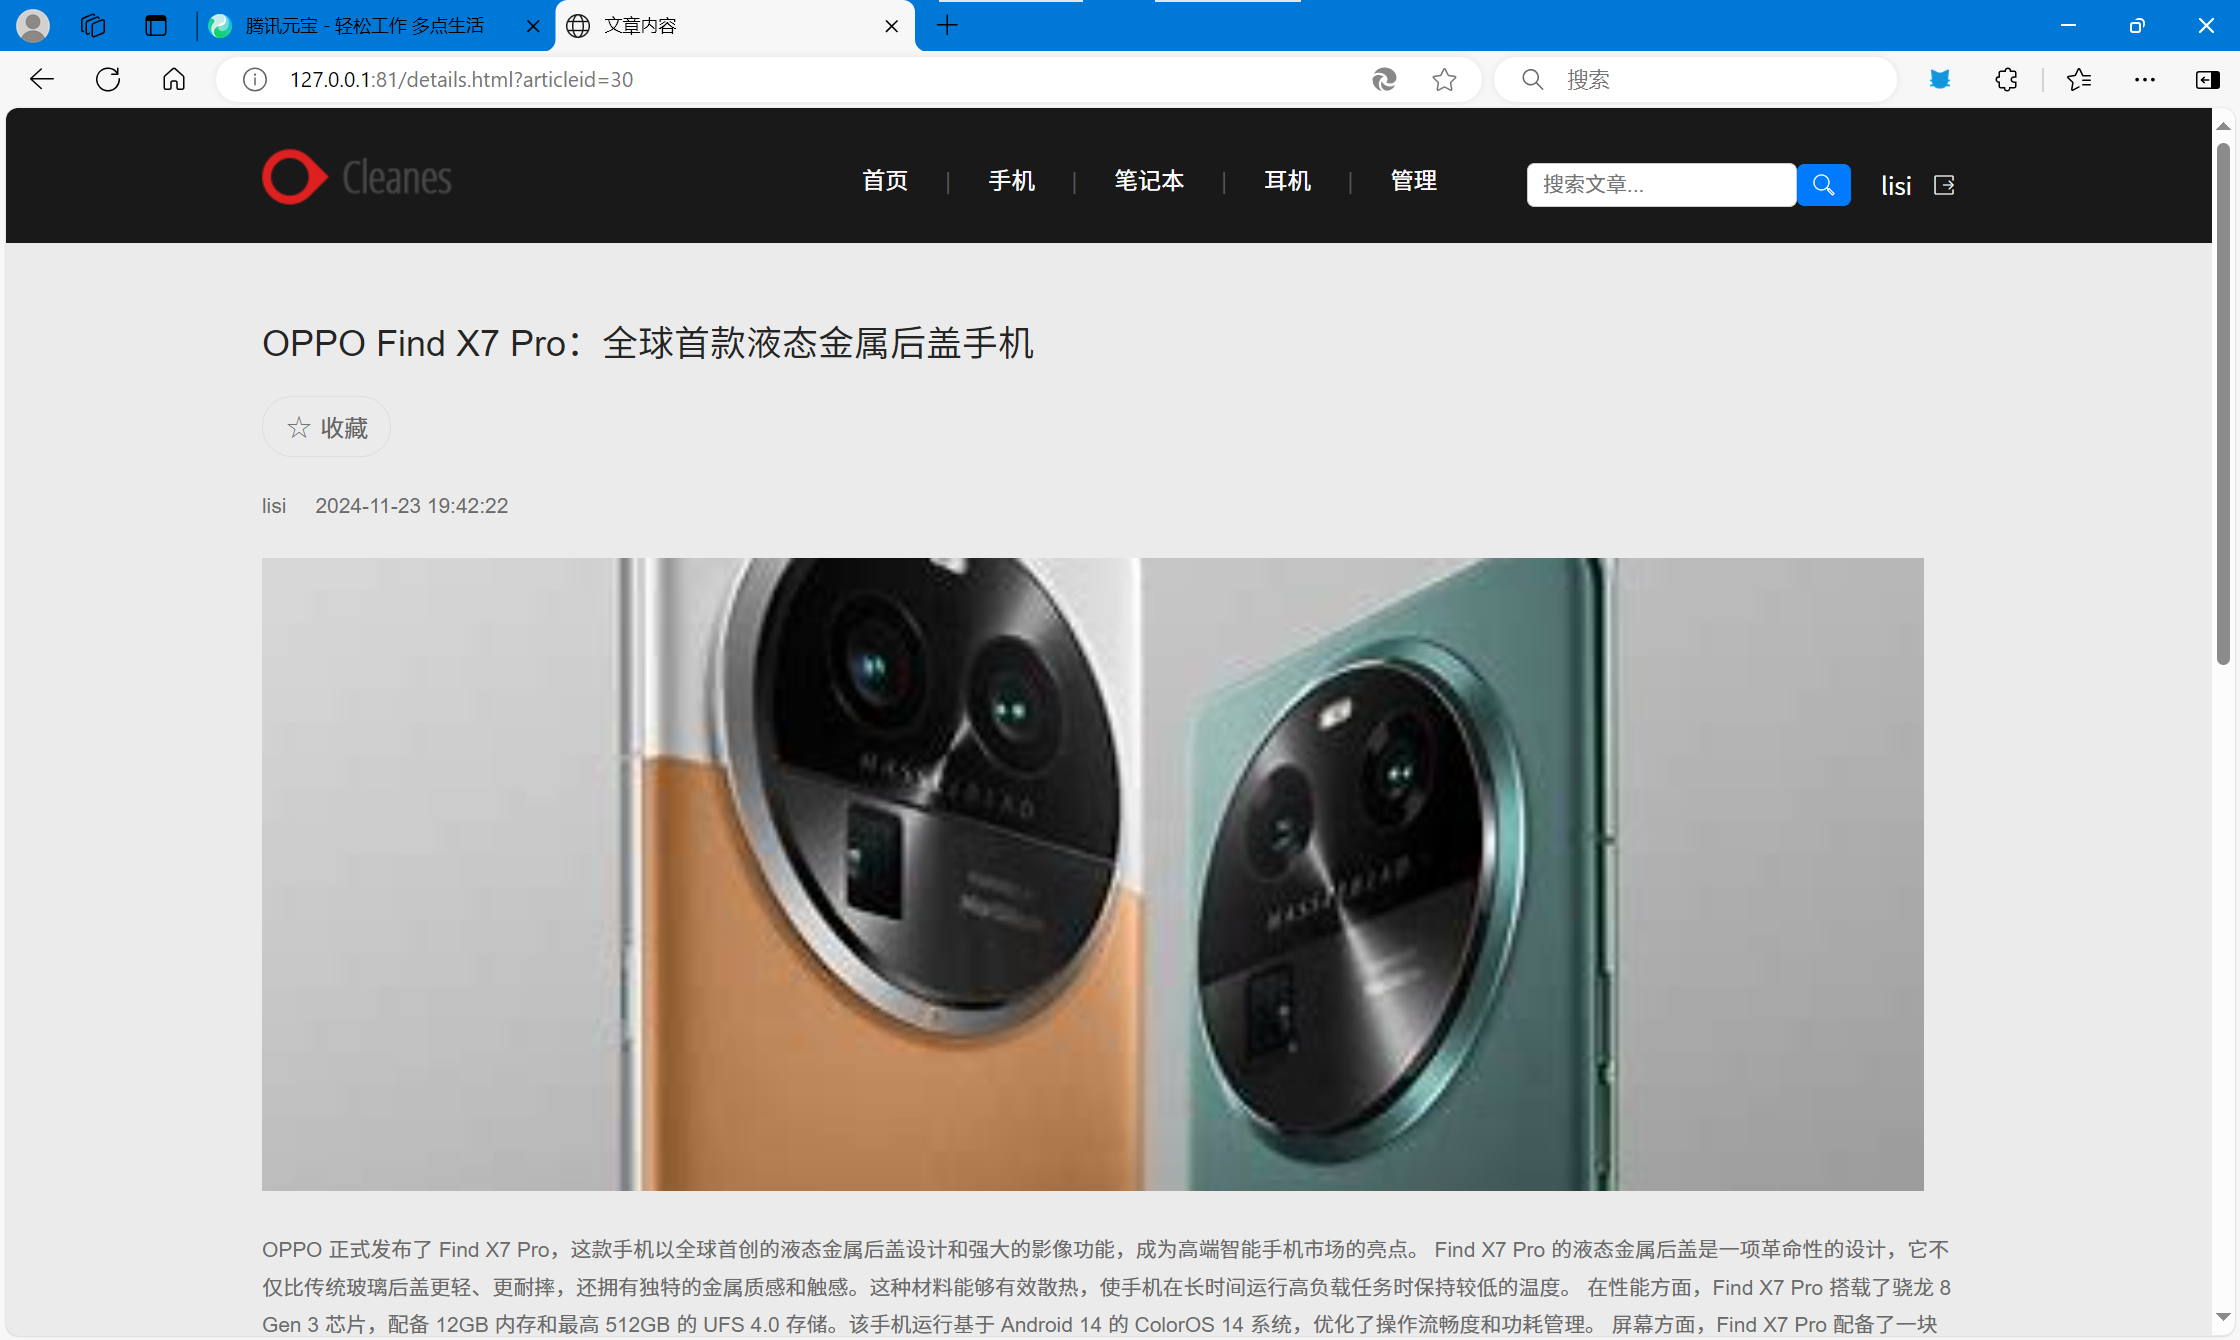 腾讯元宝 - 轻松工作 多点生活
文章内容
127.0.0.1:81/details.html?articleid=30
搜索
Cleanes
首页 | 手机 | 笔记本 | 耳机 | 管理
搜索文章...
lisi
OPPO Find X7 Pro：全球首款液态金属后盖手机
☆ 收藏
lisi 2024-11-23 19:42:22
HASSELBLAD
HASSELBLAD
OPPO 正式发布了 Find X7 Pro，这款手机以全球首创的液态金属后盖设计和强大的影像功能，成为高端智能手机市场的亮点。 Find X7 Pro 的液态金属后盖是一项革命性的设计，它不
仅比传统玻璃后盖更轻、更耐摔，还拥有独特的金属质感和触感。这种材料能够有效散热，使手机在长时间运行高负载任务时保持较低的温度。 在性能方面，Find X7 Pro 搭载了骁龙 8
Gen 3 芯片，配备 12GB 内存和最高 512GB 的 UFS 4.0 存储。该手机运行基于 Android 14 的 ColorOS 14 系统，优化了操作流畅度和功耗管理。 屏幕方面，Find X7 Pro 配备了一块